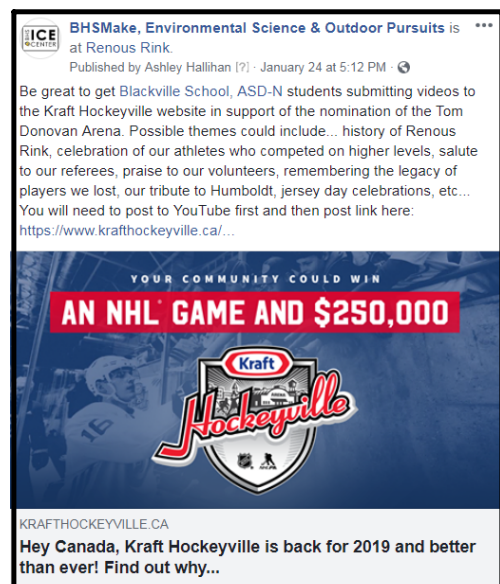 BHSMake, Environmental Science & Outdoor Pursuits is
at Renous Rink.
Published by Ashley Hallihan [?] · January 24 at 5:12 PM ·
Be great to get Blackville School, ASD-N students submitting videos to
the Kraft Hockeyville website in support of the nomination of the Tom
Donovan Arena. Possible themes could include... history of Renous
Rink, celebration of our athletes who competed on higher levels, salute
to our referees, praise to our volunteers, remembering the legacy of
players we lost, our tribute to Humboldt, jersey day celebrations, etc...
You will need to post to YouTube first and then post link here:
https://www.krafthockeyville.ca/...
YOUR COMMUNITY COULD WIN
AN NHL GAME AND $250,000
Kraft
Hockeyville
16
KRAFTHOCKEYVILLE.CA
Hey Canada, Kraft Hockeyville is back for 2019 and better
than ever! Find out why...